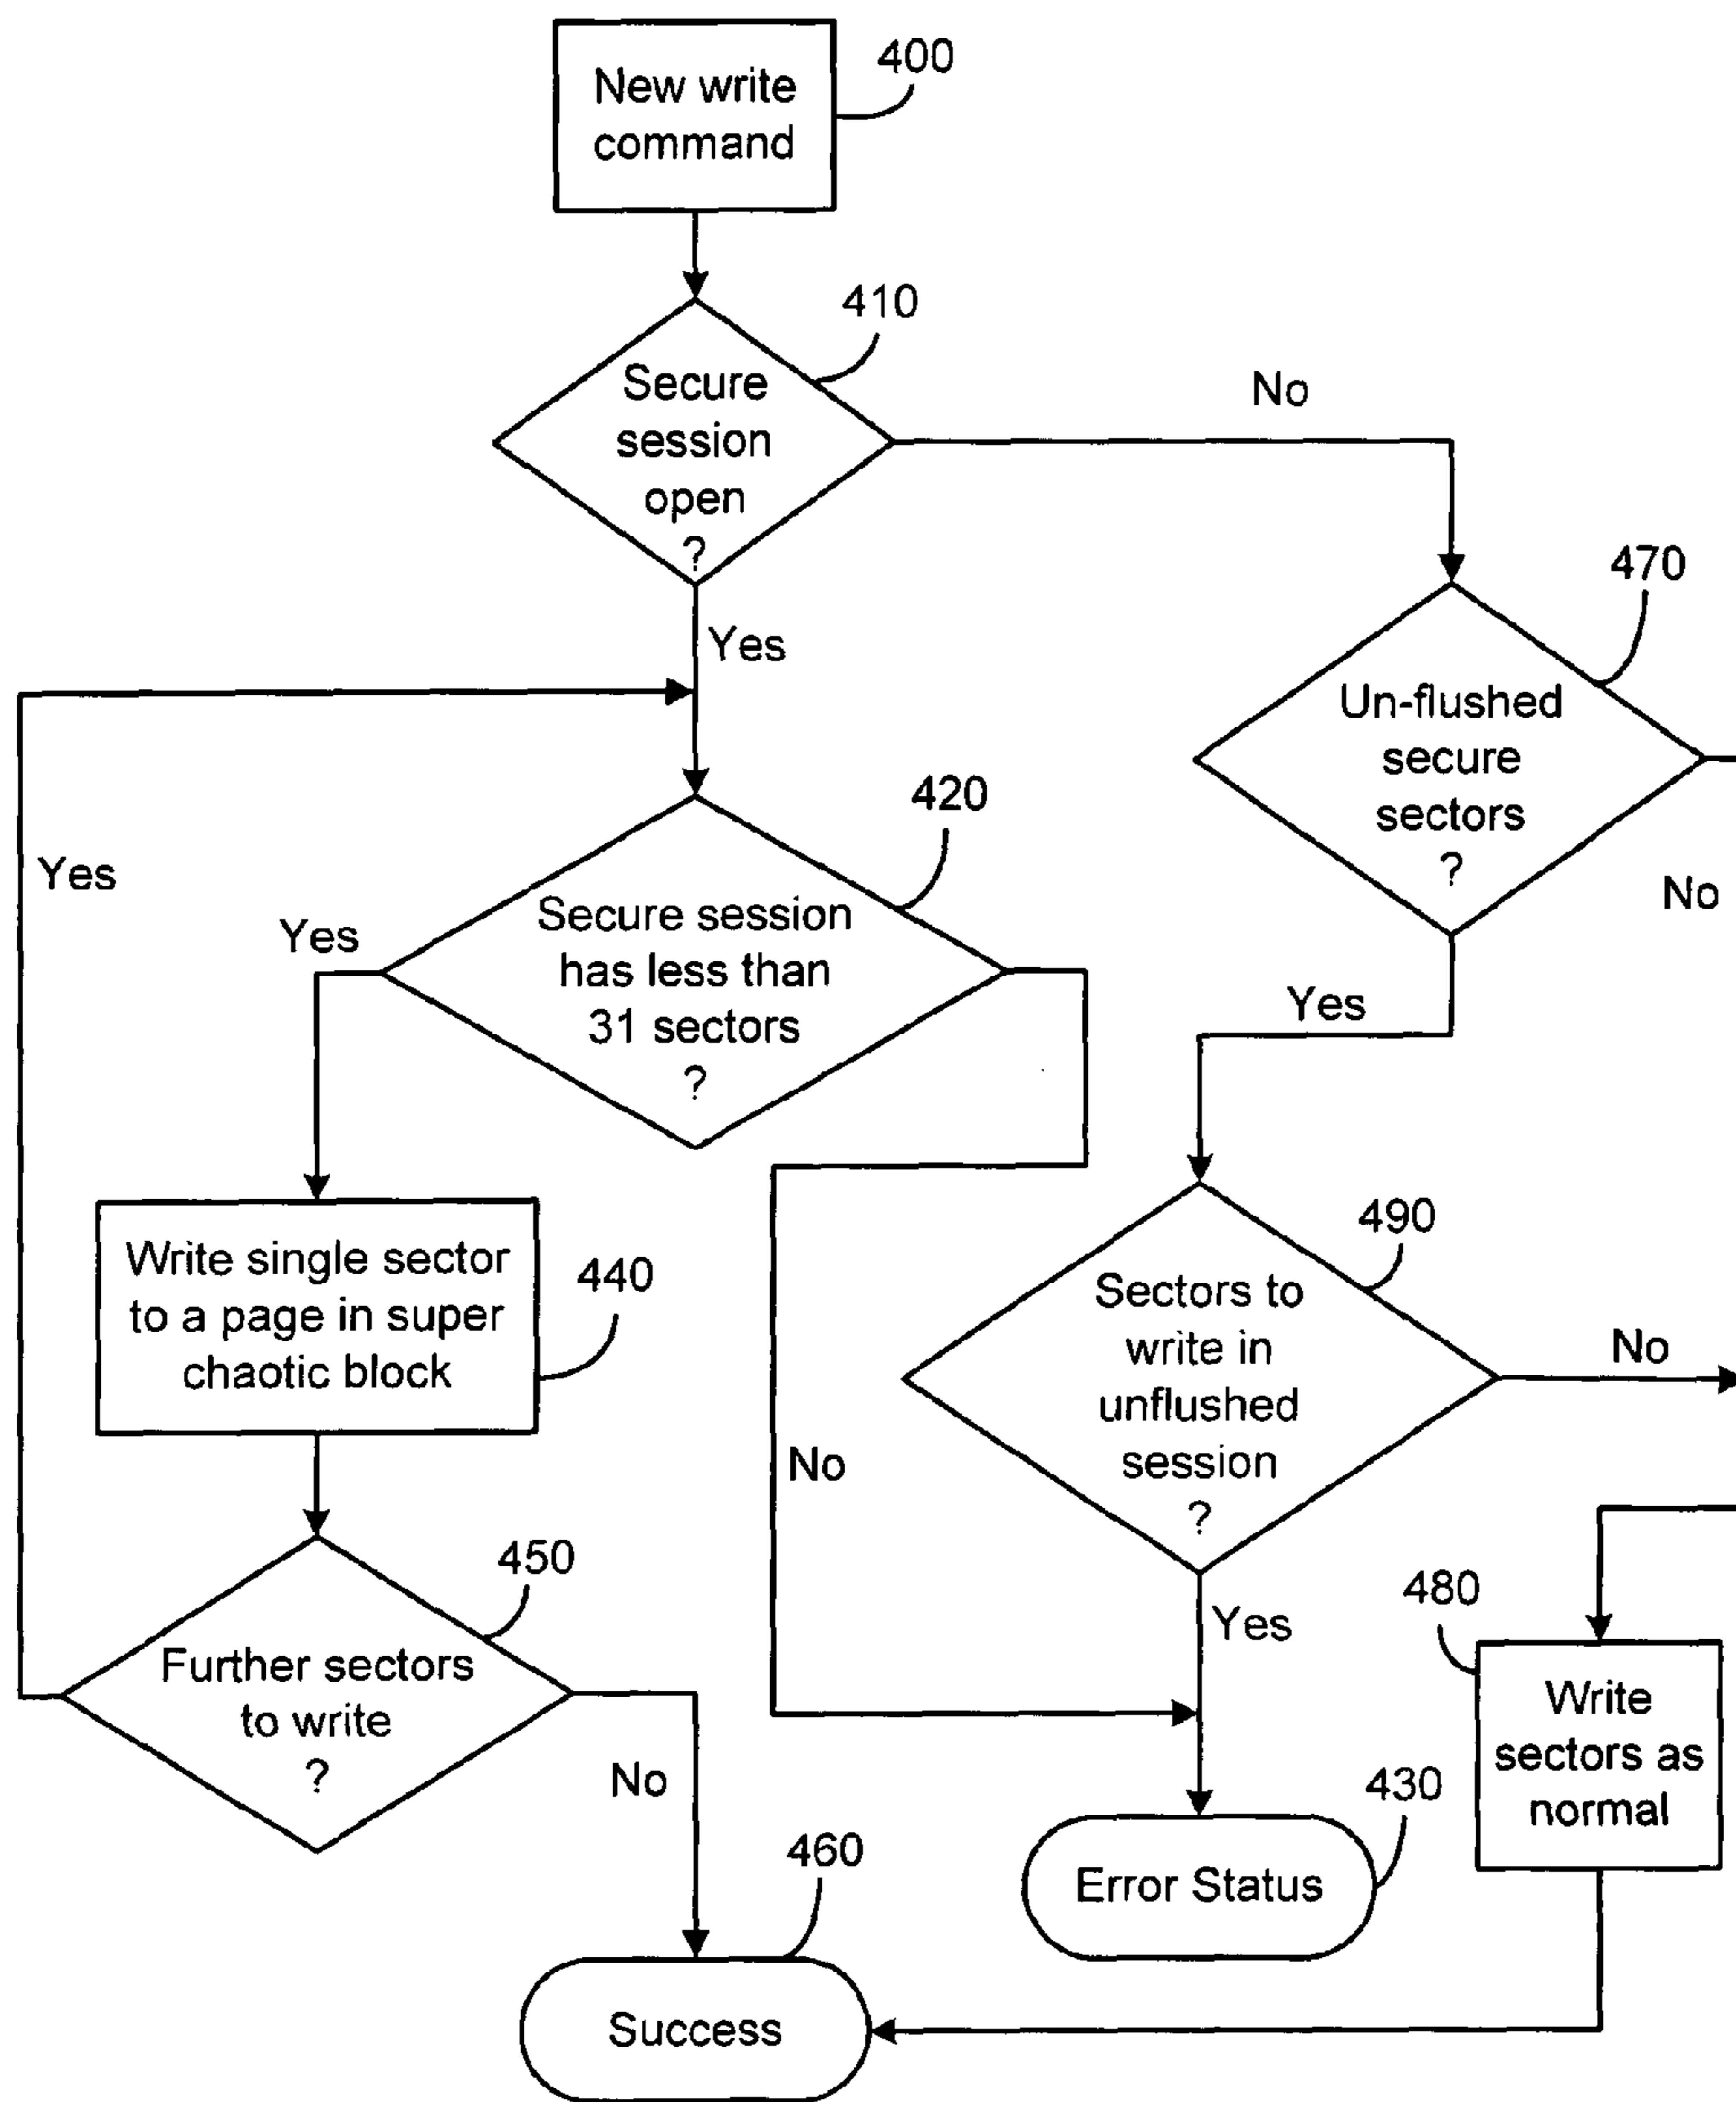 New write
command
400
Secure
session
open
?
410
No
Yes
Un-flushed
secure
sectors
?
470
No
Yes
Secure session
has less than
31 sectors
?
420
Yes
No
Yes
Write single sector
to a page in super
chaotic block
440
Sectors to
write in
unflushed
session
?
490
No
Yes
Further sectors
to write
?
450
No
480
Write
sectors as
normal
Error Status
430
Success
460